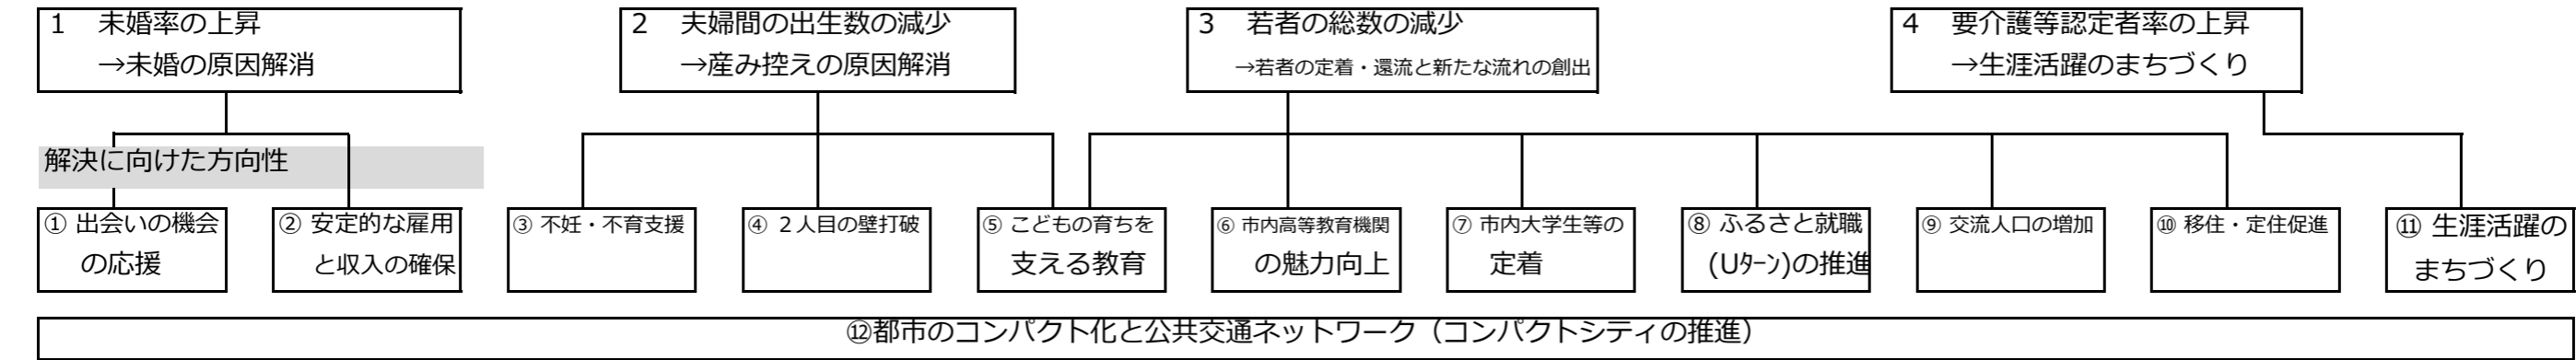 1 未婚率の上昇
→未婚の原因解消
2 夫婦間の出生数の減少
→産み控えの原因解消
3 若者の総数の減少
→若者の定着・還流と新たな流れの創出
4 要介護等認定者率の上昇
→生涯活躍のまちづくり
解決に向けた方向性
① 出会いの機会
の応援
② 安定的な雇用
と収入の確保
③ 不妊・不育支援
④ 2人目の壁打破
⑤ こどもの育ちを
支える教育
⑥ 市内高等教育機関
の魅力向上
⑦ 市内大学生等の
定着
⑧ ふるさと就職
(Uターン)の推進
⑨ 交流人口の増加
⑩ 移住・定住促進
⑪ 生涯活躍の
まちづくり
⑫都市のコンパクト化と公共交通ネットワーク（コンパクトシティの推進）